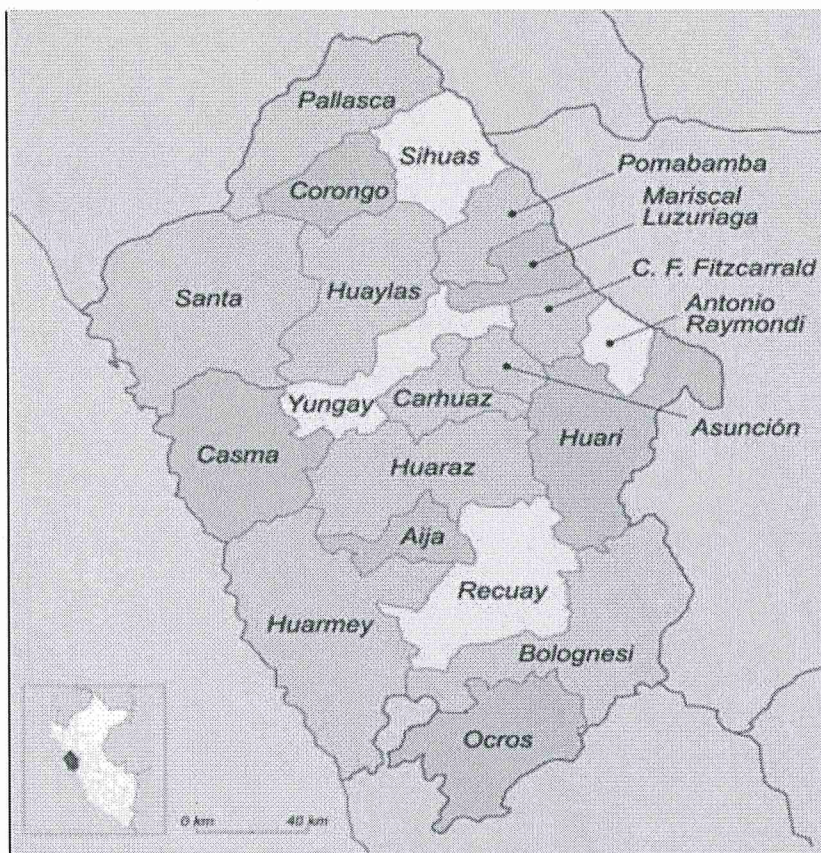 Pallasca
Sihuas
Corongo
Pomabamba
Mariscal
Luzuriaga
Santa
Huaylas
C. F. Fitzcarrald
Antonio
Raymondi
Yungay
Carhuaz
Asunción
Casma
Huaraz
Huari
Aija
Recuay
Huarmey
Bolognesi
Ocros
0 km
40 km